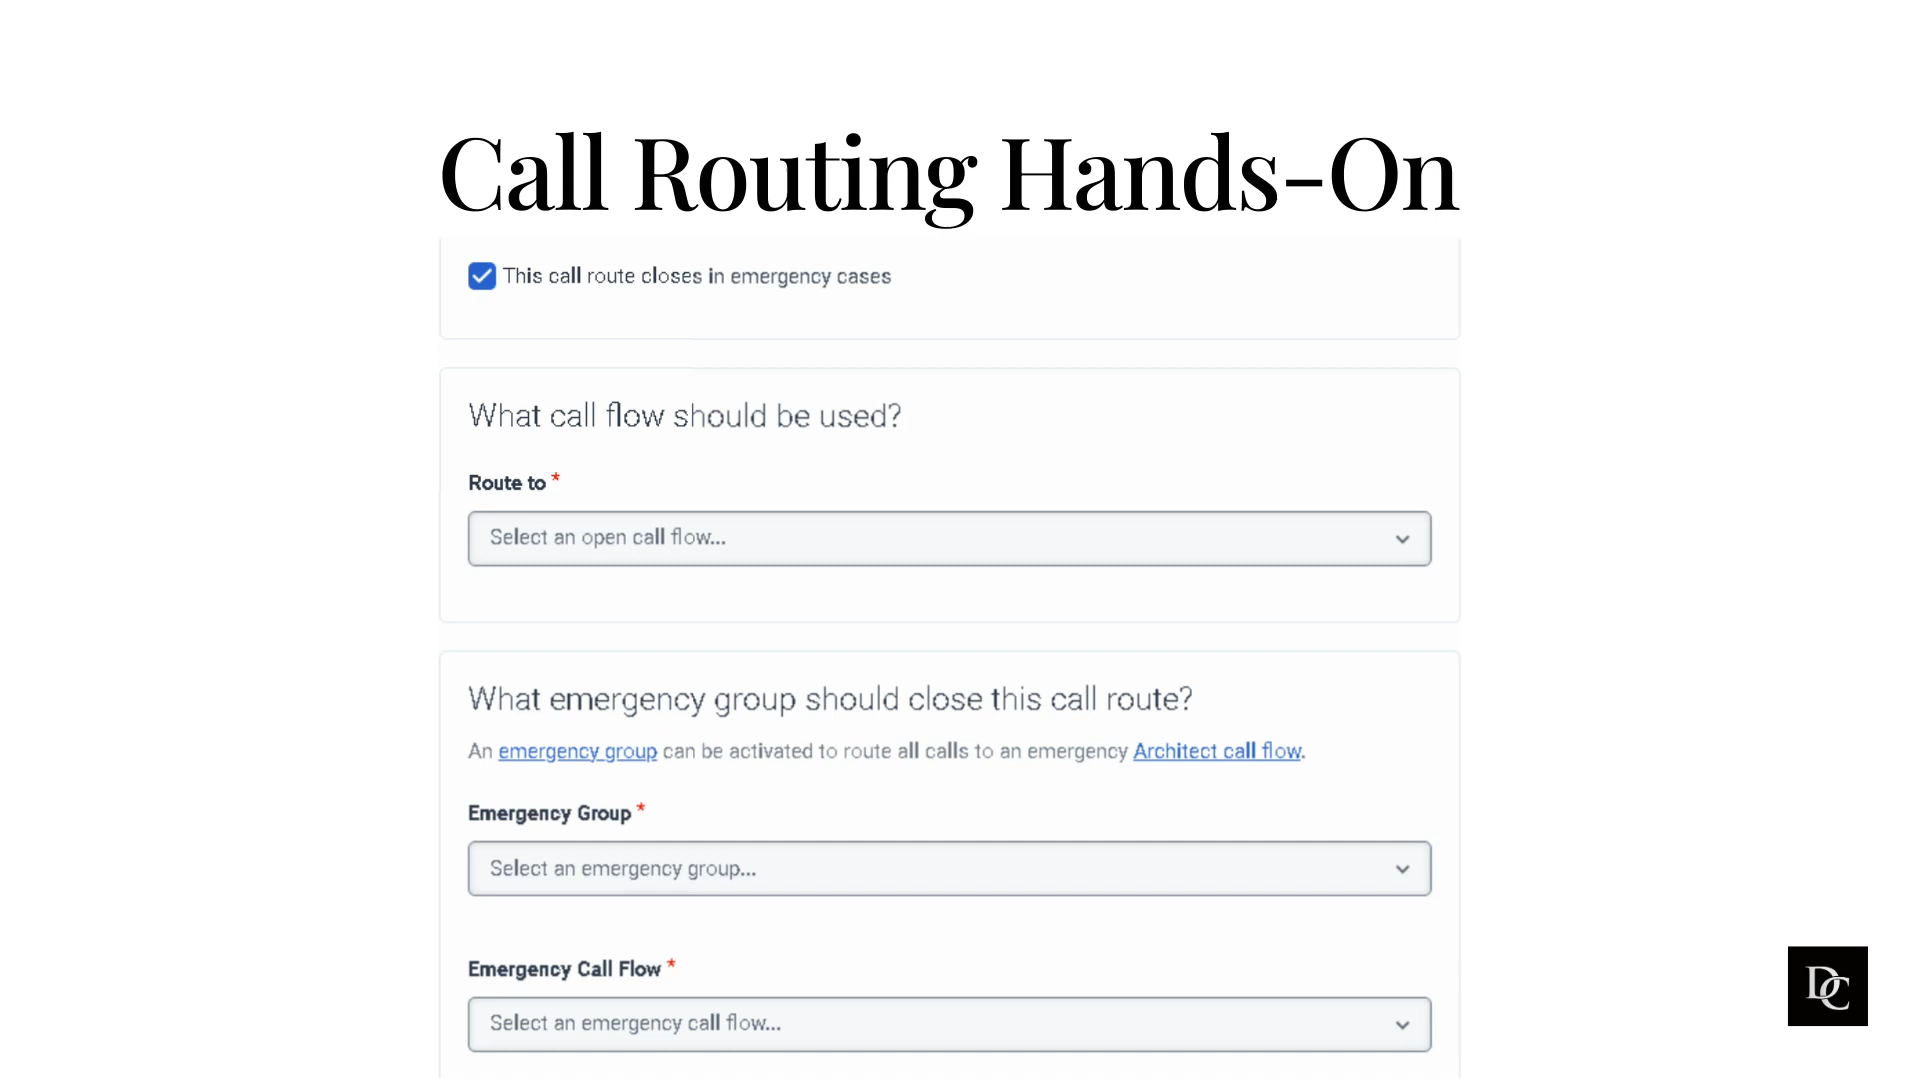 Call Routing Hands-On
This call route closes in emergency cases
What call flow should be used?
Route to *
Select an open call flow...
What emergency group should close this call route?
An emergency group can be activated to route all calls to an emergency Architect call flow.
Emergency Group *
Select an emergency group...
Emergency Call Flow *
Select an emergency call flow...
DC